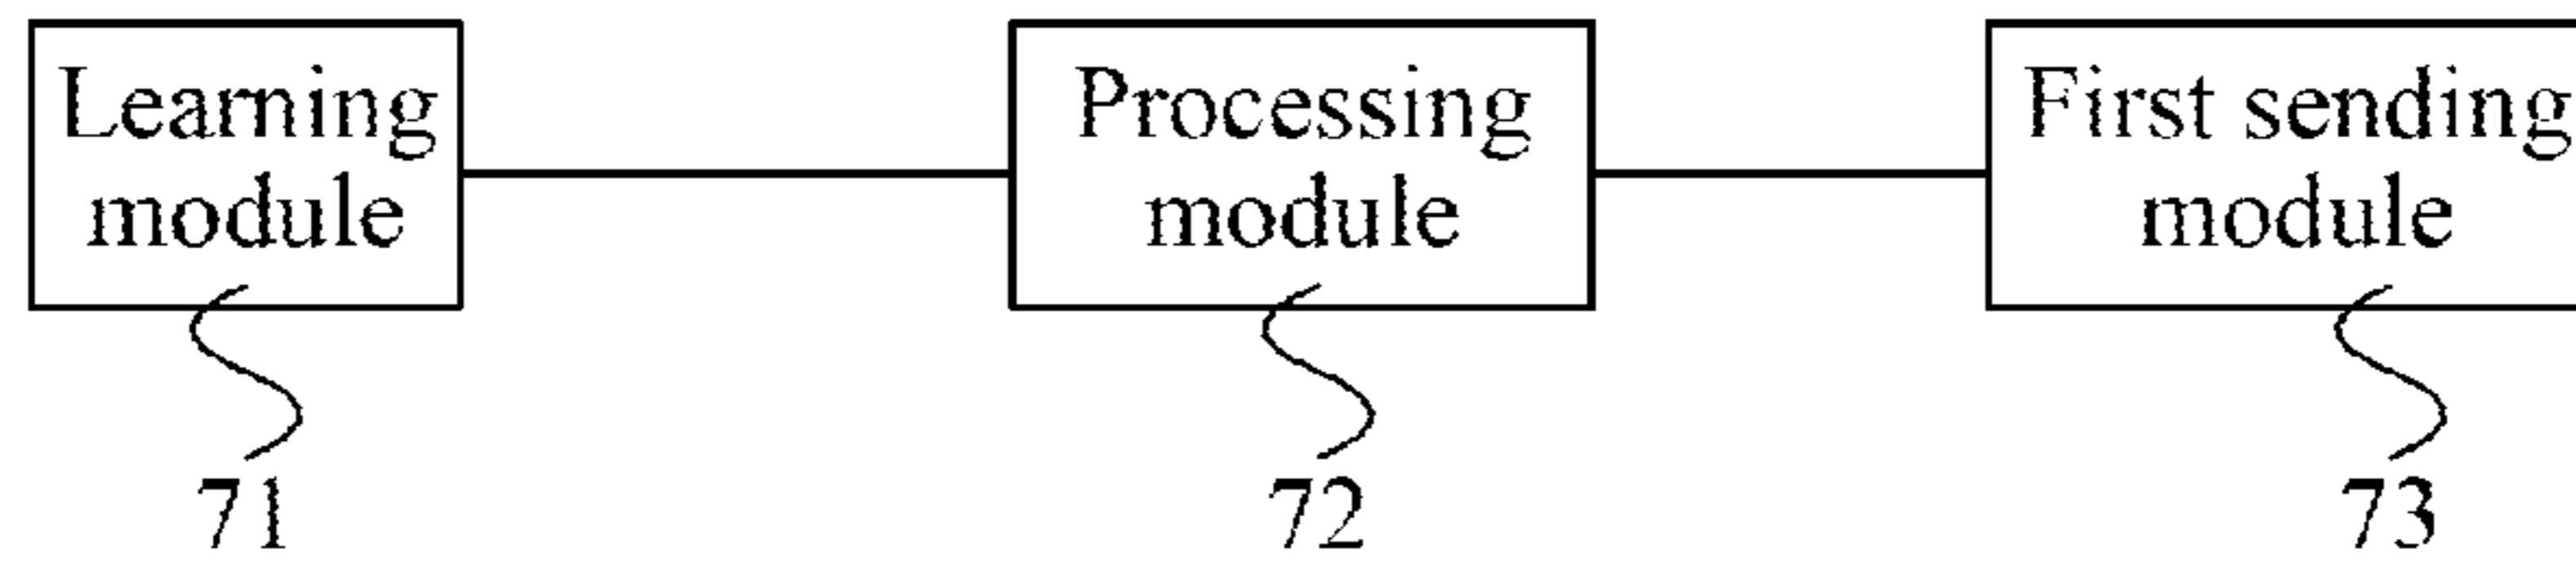 Learning
module
Processing
module
First sending
module
71
72
73